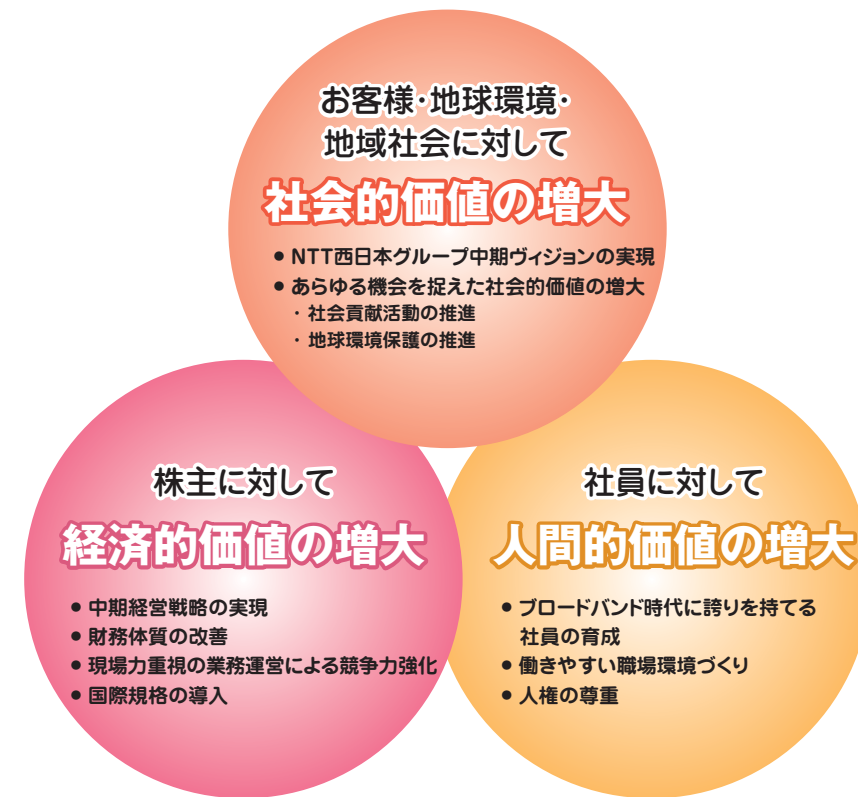 お客様・地球環境・
地域社会に対して
社会的価値の増大
● NTT西日本グループ中期ヴィジョンの実現
● あらゆる機会を捉えた社会的価値の増大
・ 社会貢献活動の推進
・ 地球環境保護の推進
株主に対して
経済的価値の増大
● 中期経営戦略の実現
● 財務体質の改善
● 現場力重視の業務運営による競争力強化
● 国際規格の導入
社員に対して
人間的価値の増大
● ブロードバンド時代に誇りを持てる
社員の育成
● 働きやすい職場環境づくり
● 人権の尊重